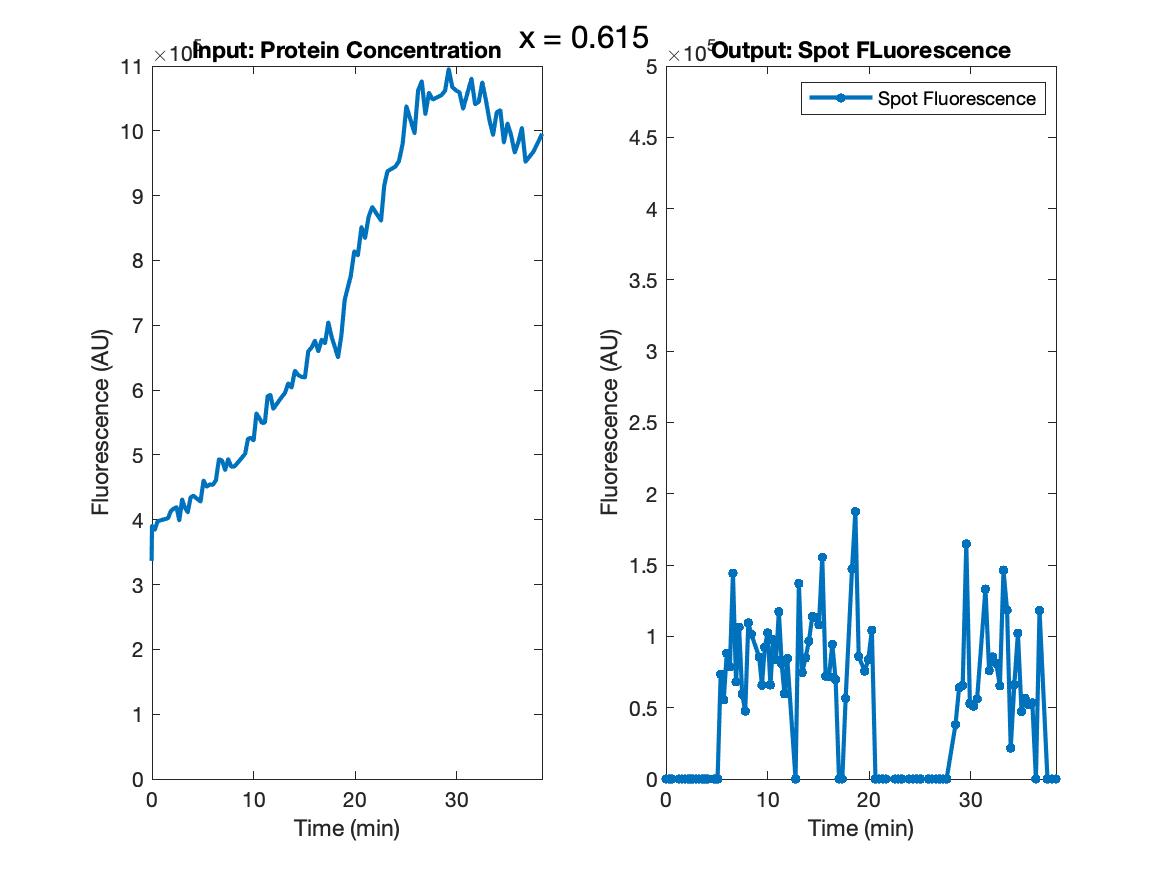 x = 0.615
×10⁵
Input: Protein Concentration
11
10
9
8
7
6
5
4
3
2
1
0
Fluorescence (AU)
0 10 20 30
Time (min)
×10⁵
Output: Spot FLuorescence
Spot Fluorescence
5
4.5
4
3.5
3
2.5
2
1.5
1
0.5
0
Fluorescence (AU)
0 10 20 30
Time (min)